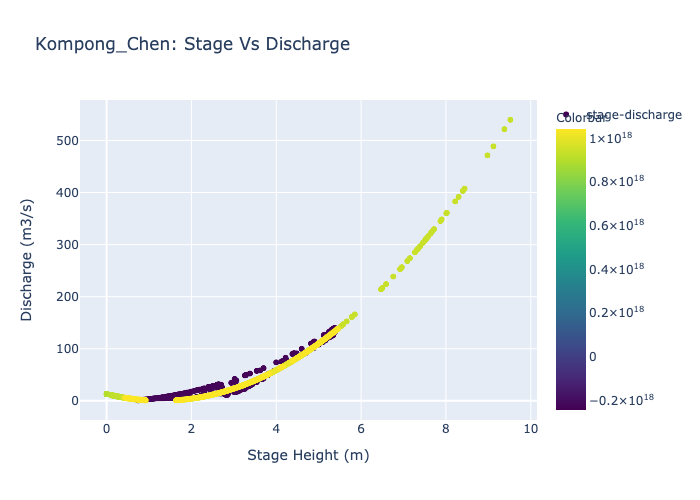 Kompong_Chen: Stage Vs Discharge
stage-discharge
Colorbar
1×10¹⁸
0.8×10¹⁸
0.6×10¹⁸
0.4×10¹⁸
0.2×10¹⁸
0
−0.2×10¹⁸
500
400
300
200
100
0
Discharge (m3/s)
0 2 4 6 8 10
Stage Height (m)